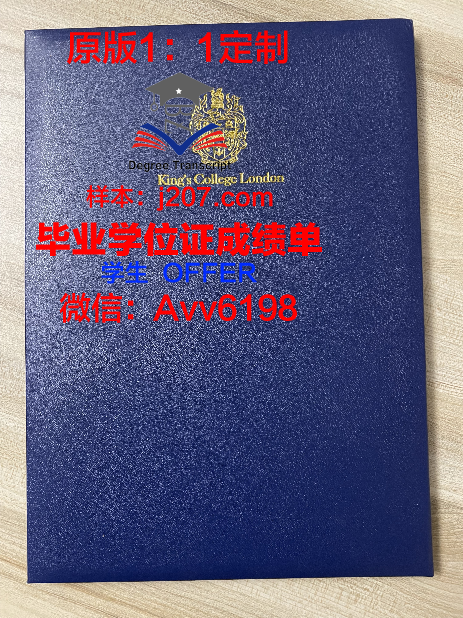 原版1：1定制
Degree Transcript
King's College London
样本：j207.com
毕业学位证成绩单
学生 OFFER
微信：Avv6198